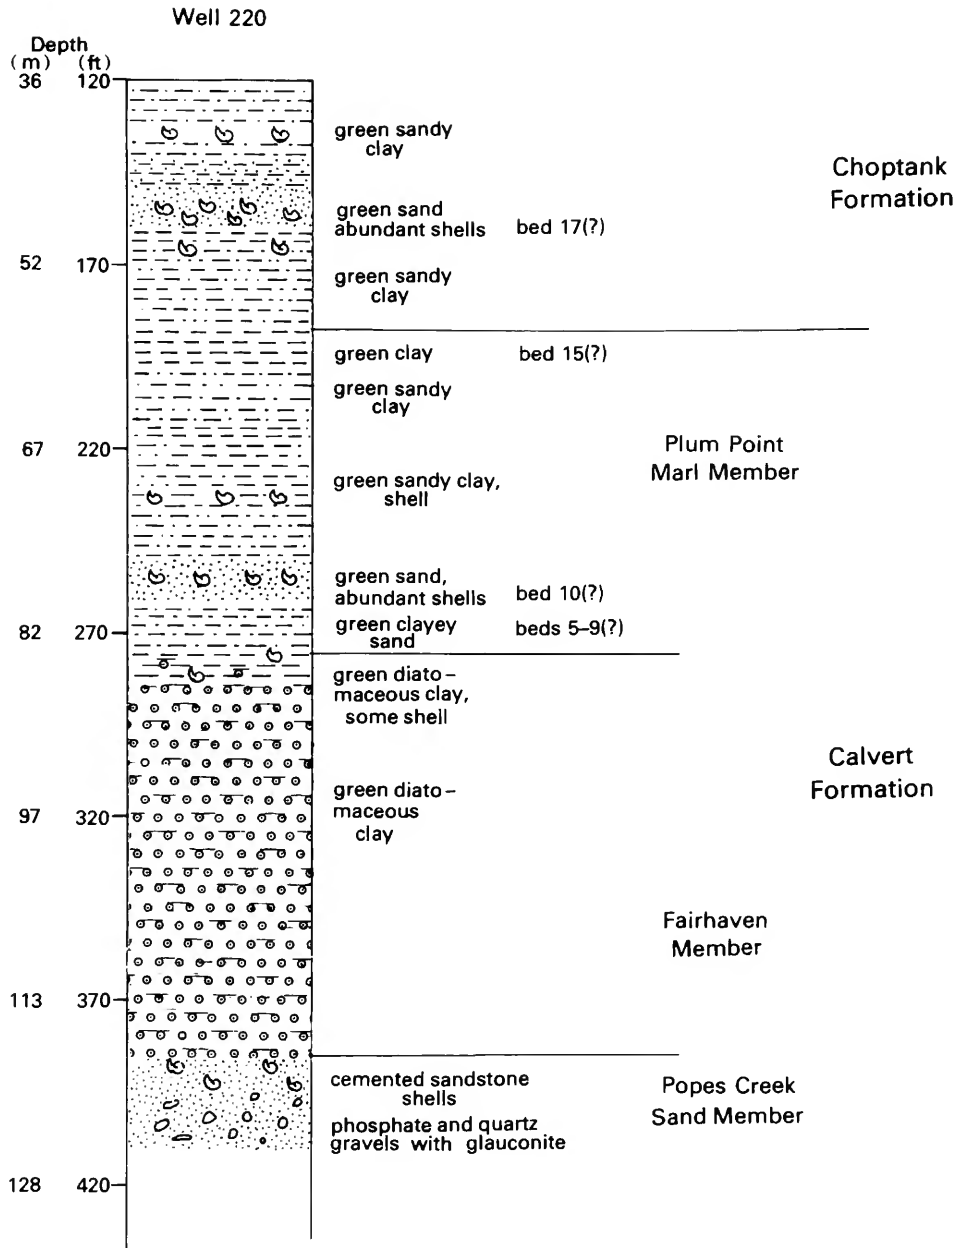 Well 220
Depth
(m) (ft)
36 120
green sandy
clay
Choptank
Formation
green sand
abundant shells bed 17(?)
52 170
green sandy
clay
green clay bed 15(?)
green sandy
clay
67 220
Plum Point
Marl Member
green sandy clay,
shell
green sand,
abundant shells bed 10(?)
82 270
green clayey
sand beds 5–9(?)
green diato–
maceous clay,
some shell
Calvert
Formation
green diato–
maceous
clay
97 320
Fairhaven
Member
113 370
cemented sandstone
shells
Popes Creek
Sand Member
phosphate and quartz
gravels with glauconite
128 420